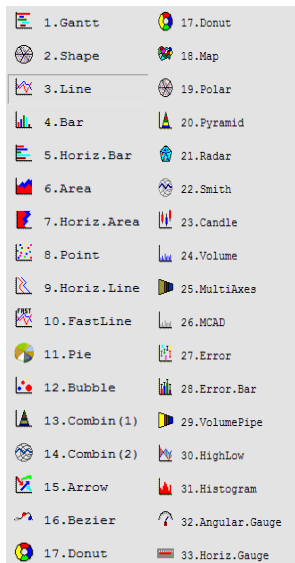 1.Gantt
2.Shape
3.Line
4.Bar
5.Horiz.Bar
6.Area
7.Horiz.Area
8.Point
9.Horiz.Line
FAST
10.FastLine
11.Pie
12.Bubble
13.Combin(1)
14.Combin(2)
15.Arrow
16.Bezier
17.Donut
17.Donut
18.Map
19.Polar
20.Pyramid
21.Radar
22.Smith
23.Candle
24.Volume
25.MultiAxes
26.MCAD
27.Error
28.Error.Bar
29.VolumePipe
30.HighLow
31.Histogram
32.Angular.Gauge
33.Horiz.Gauge